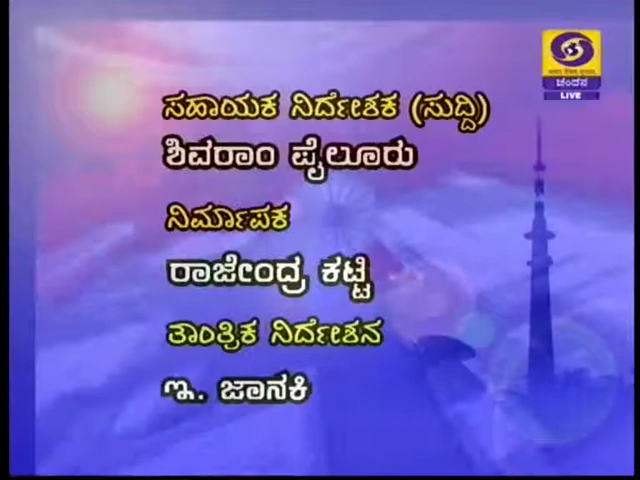 ಚಂದನ
LIVE
ಸಹಾಯಕ ನಿರ್ದೇಶಕ (ಸುದ್ದಿ)
ಶಿವರಾಂ ಪೈಲೂರು
ನಿರ್ಮಾಪಕ
ರಾಜೇಂದ್ರ ಕಟ್ಟಿ
ತಾಂತ್ರಿಕ ನಿರ್ದೇಶನ
ಇ. ಜಾನಕಿ